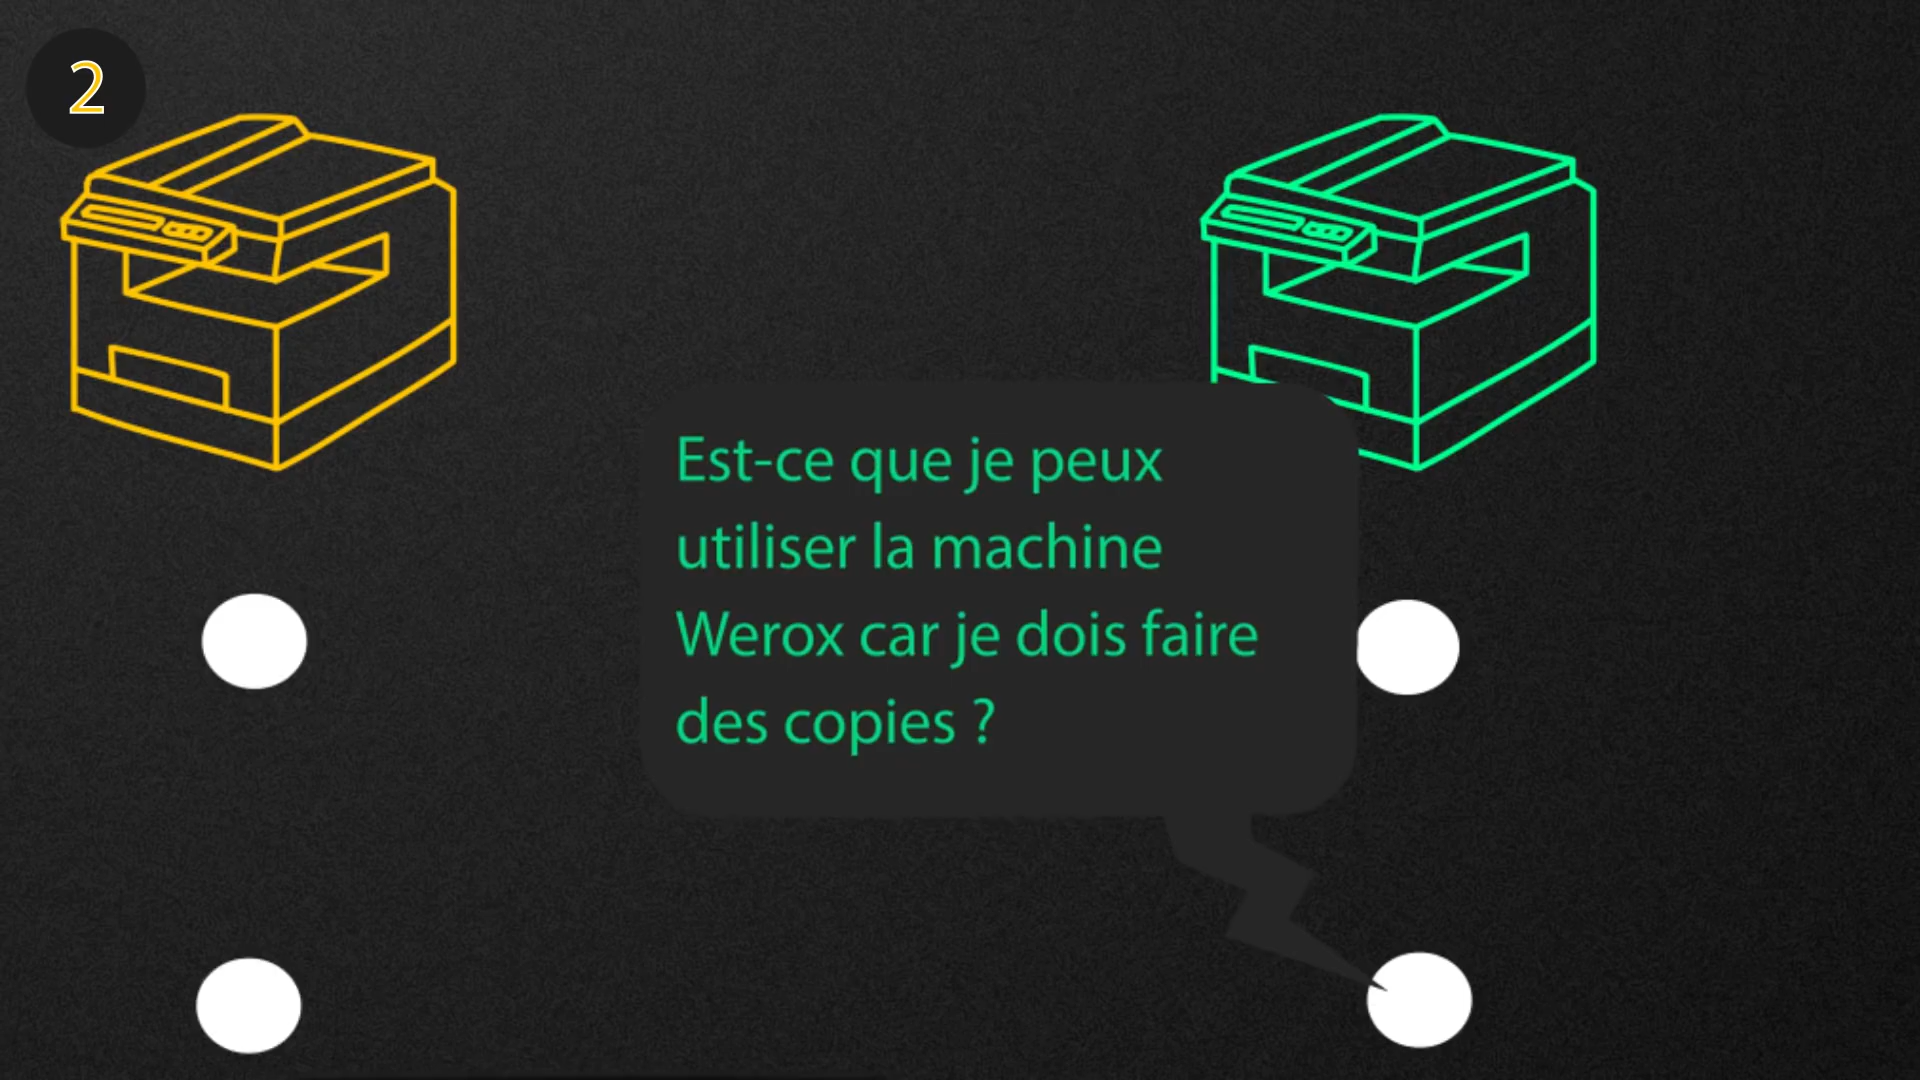 2
Est-ce que je peux
utiliser la machine
Werox car je dois faire
des copies ?